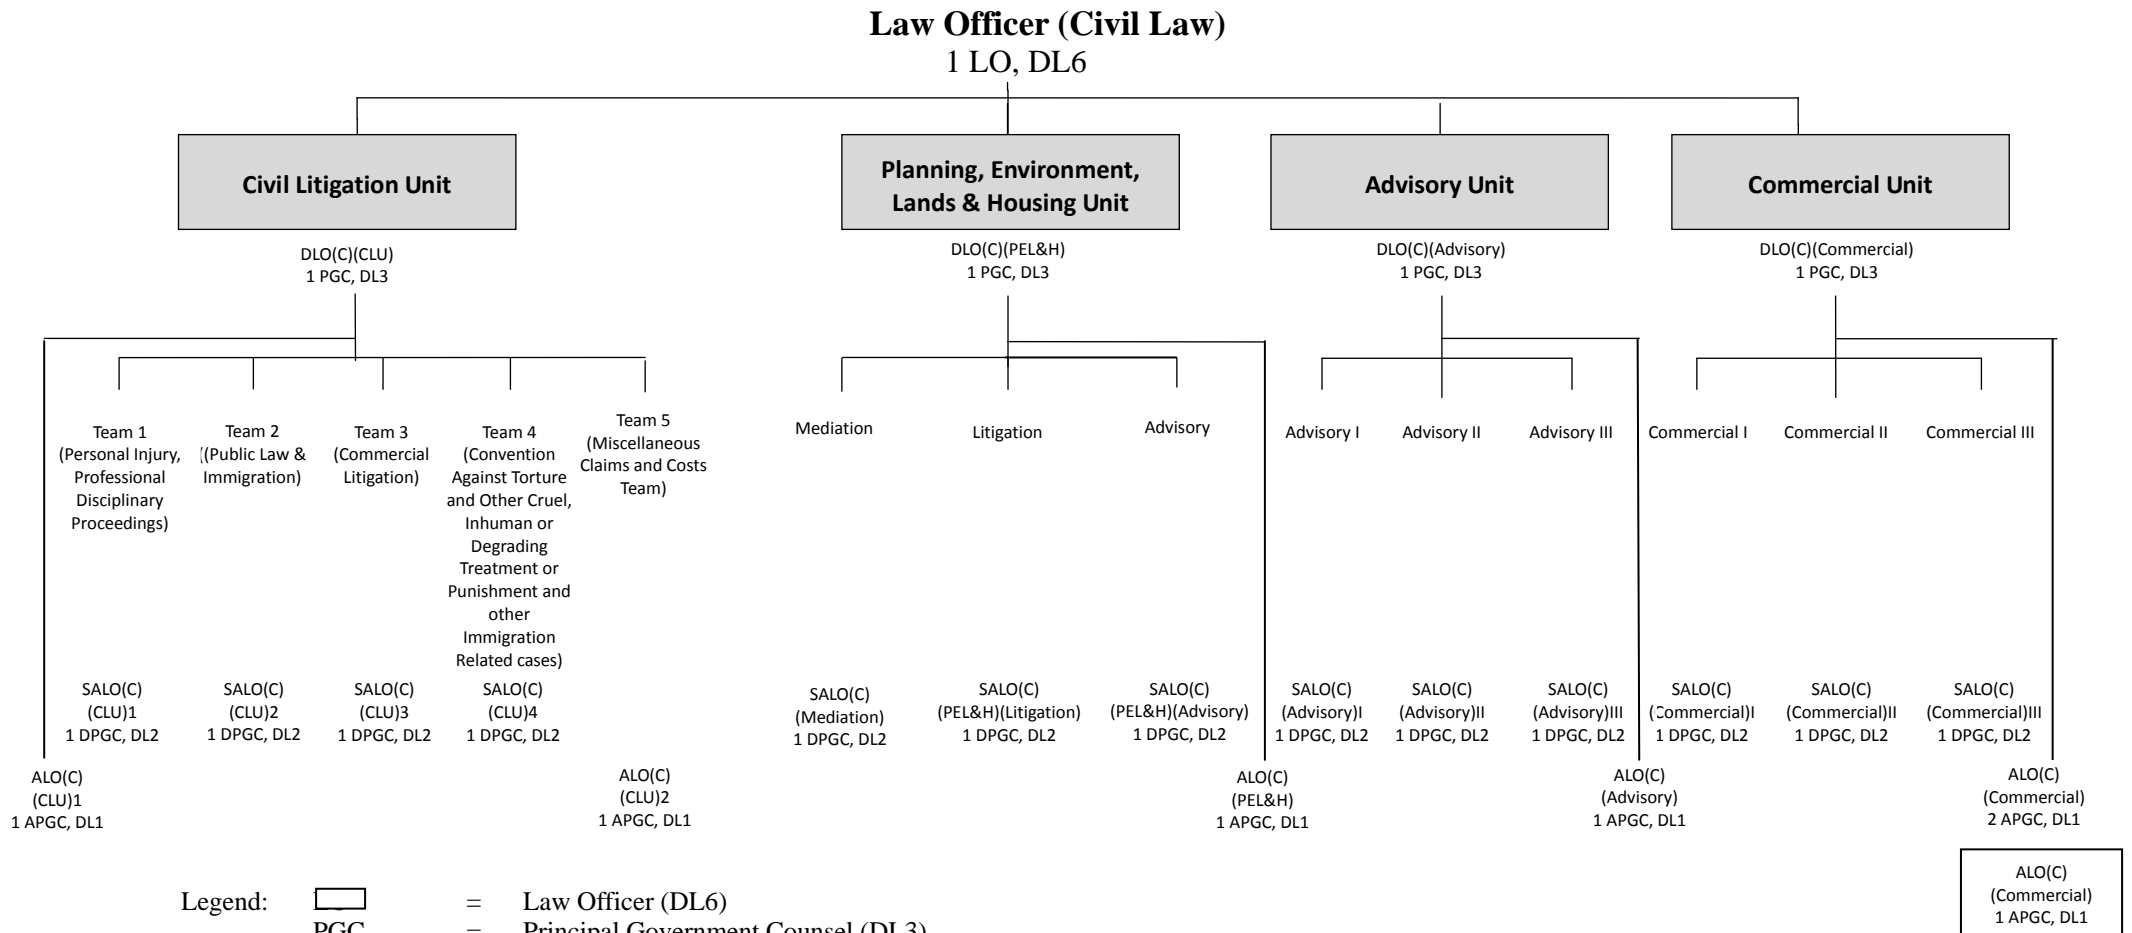 Law Officer (Civil Law)
1 LO, DL6
Civil Litigation Unit
DLO(C)(CLU)
1 PGC, DL3
Planning, Environment,
Lands & Housing Unit
DLO(C)(PEL&H)
1 PGC, DL3
Advisory Unit
DLO(C)(Advisory)
1 PGC, DL3
Commercial Unit
DLO(C)(Commercial)
1 PGC, DL3
Team 1
(Personal Injury,
Professional
Disciplinary
Proceedings)
Team 2
((Public Law &
Immigration)
Team 3
(Commercial
Litigation)
Team 4
(Convention
Against Torture
and Other Cruel,
Inhuman or
Degrading
Treatment or
Punishment and
other
Immigration
Related cases)
Team 5
(Miscellaneous
Claims and Costs
Team)
Mediation
Litigation
Advisory
Advisory I
Advisory II
Advisory III
Commercial I
Commercial II
Commercial III
SALO(C)
(CLU)1
1 DPGC, DL2
SALO(C)
(CLU)2
1 DPGC, DL2
SALO(C)
(CLU)3
1 DPGC, DL2
SALO(C)
(CLU)4
1 DPGC, DL2
SALO(C)
(Mediation)
1 DPGC, DL2
SALO(C)
(PEL&H)(Litigation)
1 DPGC, DL2
SALO(C)
(PEL&H)(Advisory)
1 DPGC, DL2
SALO(C)
(Advisory)I
1 DPGC, DL2
SALO(C)
(Advisory)II
1 DPGC, DL2
SALO(C)
(Advisory)III
1 DPGC, DL2
SALO(C)
(Commercial)I
1 DPGC, DL2
SALO(C)
(Commercial)II
1 DPGC, DL2
SALO(C)
(Commercial)III
1 DPGC, DL2
ALO(C)
(CLU)1
1 APGC, DL1
ALO(C)
(CLU)2
1 APGC, DL1
ALO(C)
(PEL&H)
1 APGC, DL1
ALO(C)
(Advisory)
1 APGC, DL1
ALO(C)
(Commercial)
2 APGC, DL1
ALO(C)
(Commercial)
1 APGC, DL1
Legend: = Law Officer (DL6)
PGC = Principal Government Counsel (DL3)